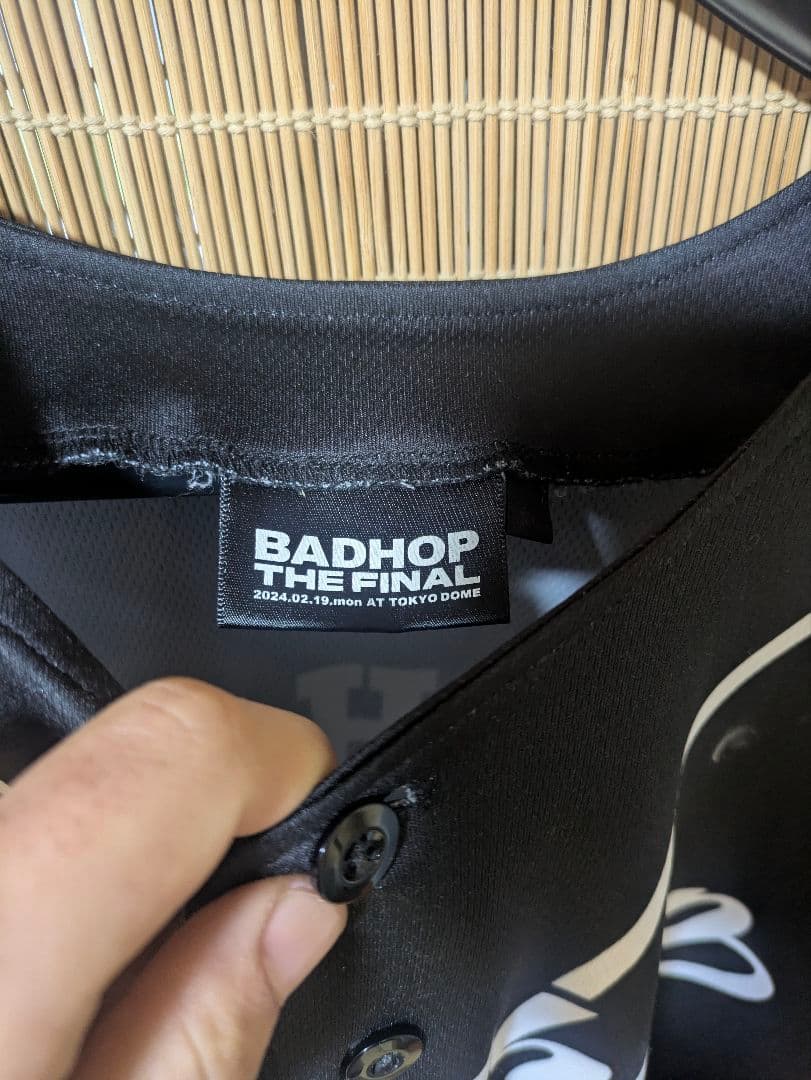 BADHOP
THE FINAL
2024.02.19.mon AT TOKYO DOME